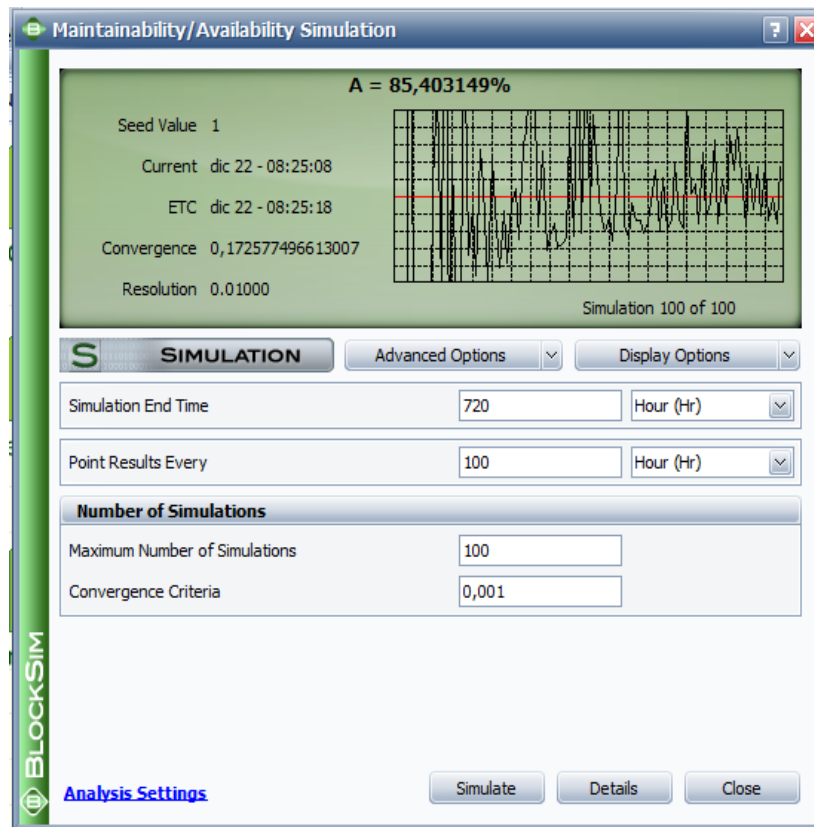 Maintainability/Availability Simulation
A = 85,403149%
Seed Value 1
Current dic 22 - 08:25:08
ETC dic 22 - 08:25:18
Convergence 0,172577496613007
Resolution 0.01000
Simulation 100 of 100
S SIMULATION Advanced Options Display Options
Simulation End Time 720 Hour (Hr)
Point Results Every 100 Hour (Hr)
Number of Simulations
Maximum Number of Simulations 100
Convergence Criteria 0,001
BLOCKSIM
Analysis Settings Simulate Details Close